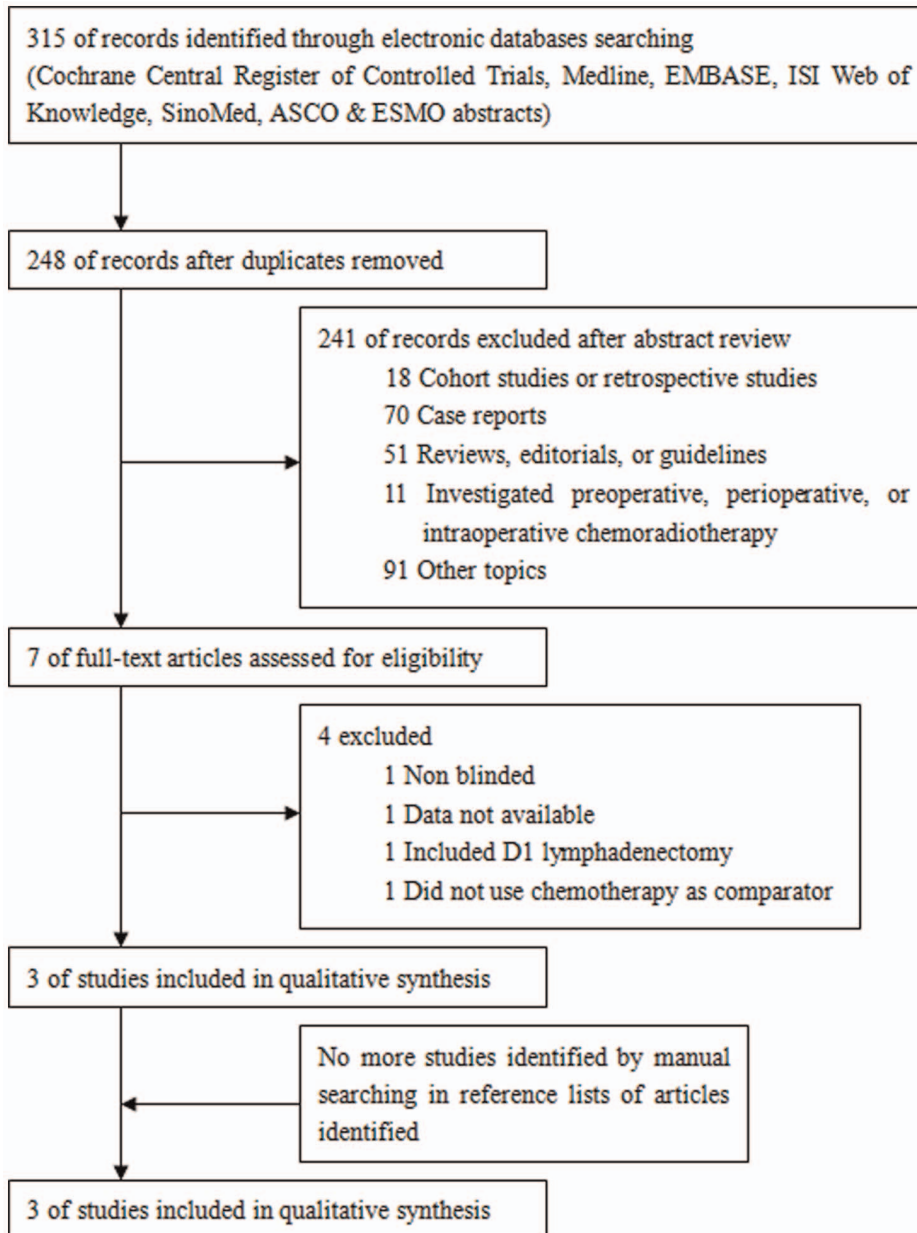 315 of records identified through electronic databases searching
(Cochrane Central Register of Controlled Trials, Medline, EMBASE, ISI Web of
Knowledge, SinoMed, ASCO & ESMO abstracts)
248 of records after duplicates removed
241 of records excluded after abstract review
18 Cohort studies or retrospective studies
70 Case reports
51 Reviews, editorials, or guidelines
11 Investigated preoperative, perioperative, or
intraoperative chemoradiotherapy
91 Other topics
7 of full-text articles assessed for eligibility
4 excluded
1 Non blinded
1 Data not available
1 Included D1 lymphadenectomy
1 Did not use chemotherapy as comparator
3 of studies included in qualitative synthesis
No more studies identified by manual
searching in reference lists of articles
identified
3 of studies included in qualitative synthesis